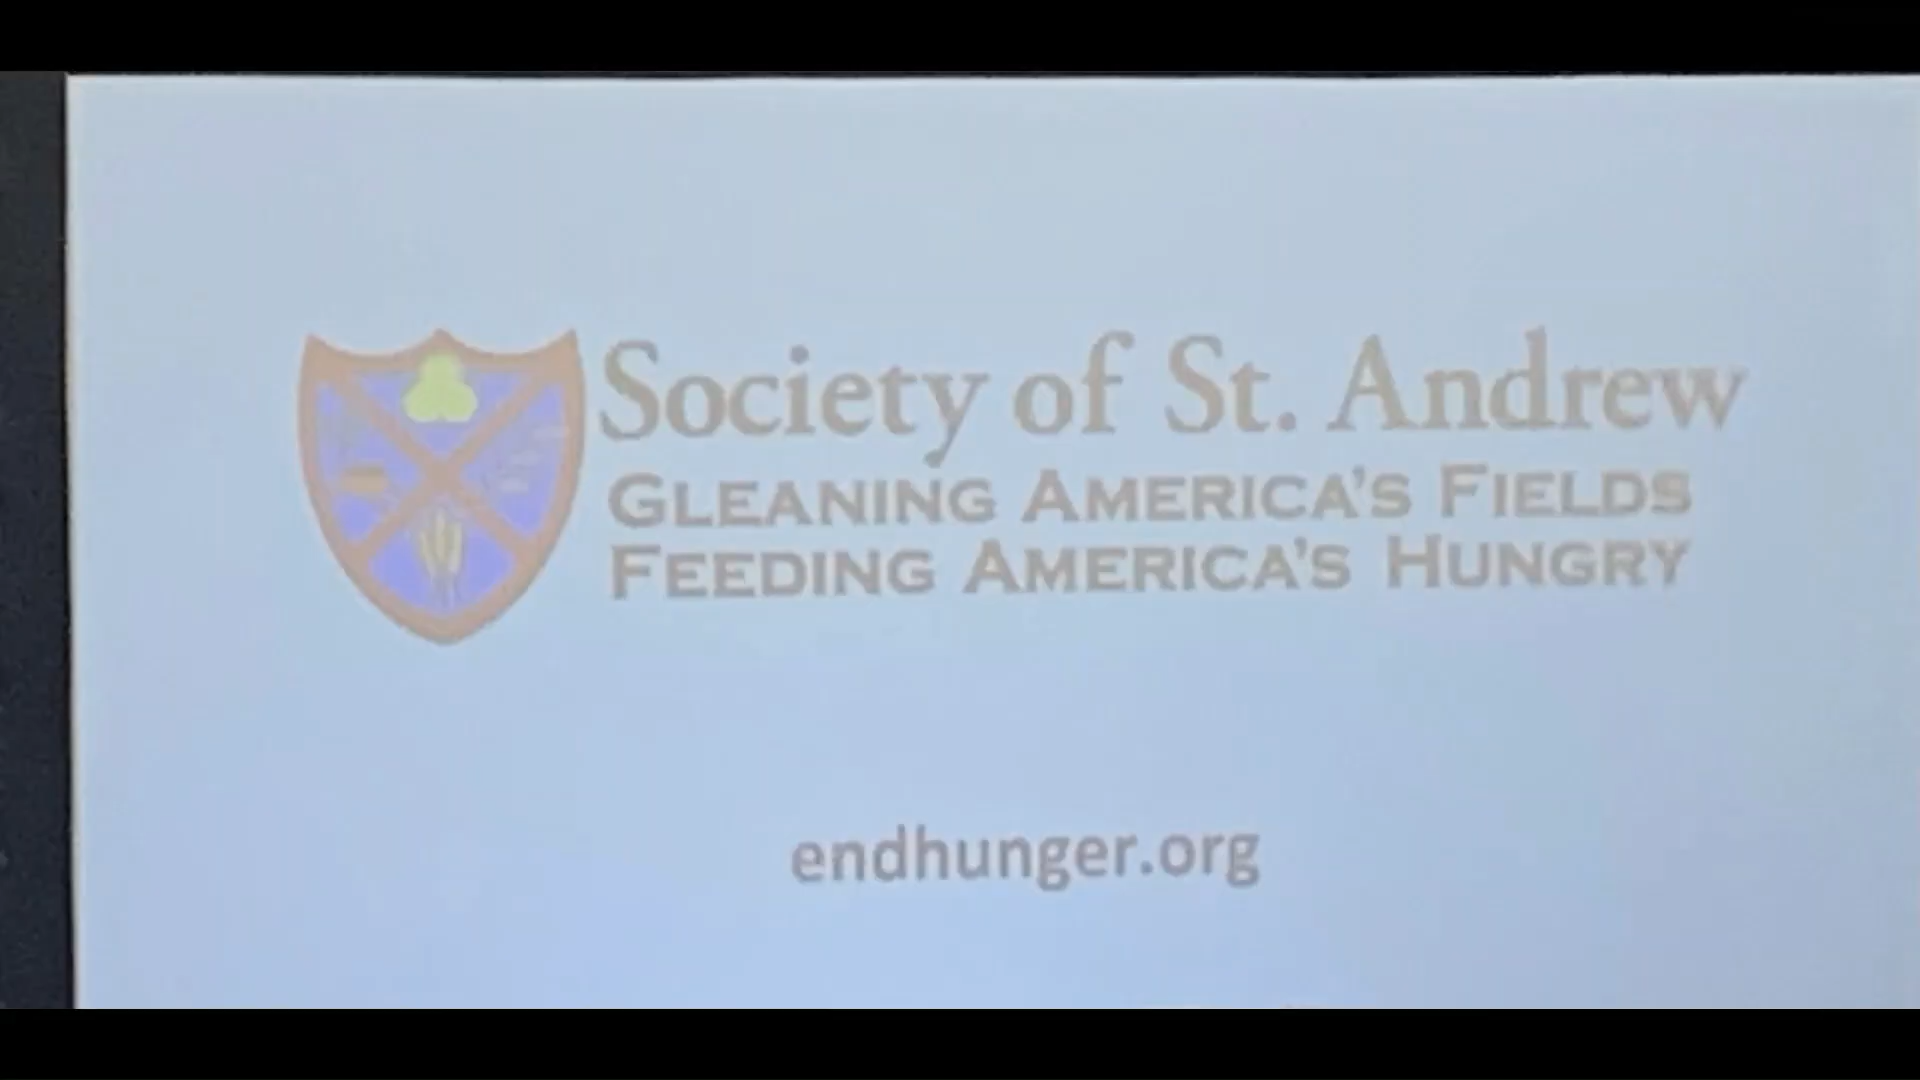 Society of St. Andrew
GLEANING AMERICA'S FIELDS
FEEDING AMERICA'S HUNGRY
endhunger.org